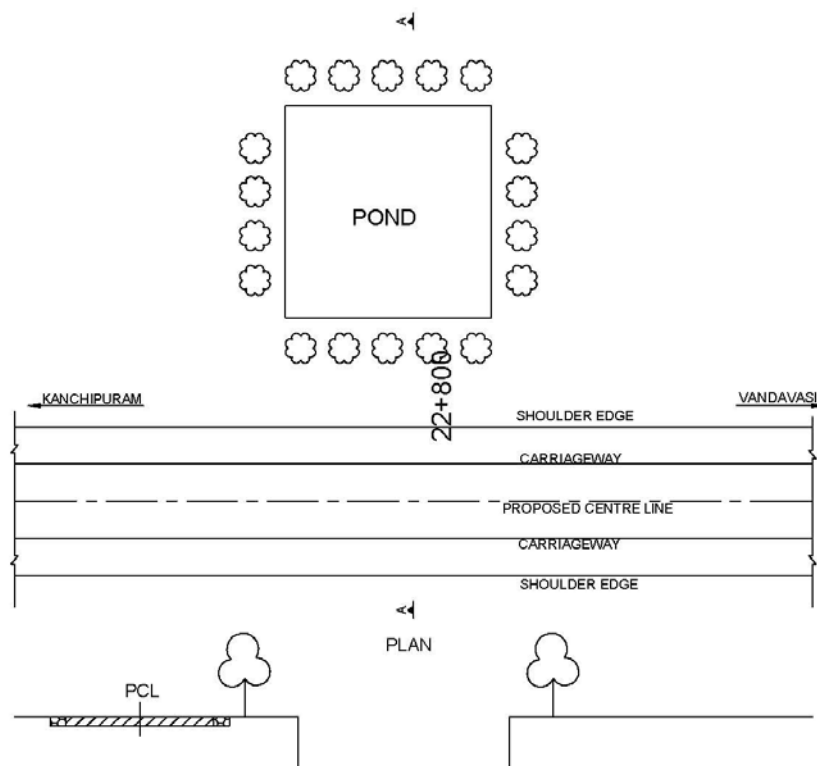 A
POND
22+800
KANCHIPURAM
VANDAVASI
SHOULDER EDGE
CARRIAGEWAY
PROPOSED CENTRE LINE
CARRIAGEWAY
SHOULDER EDGE
A
PLAN
PCL